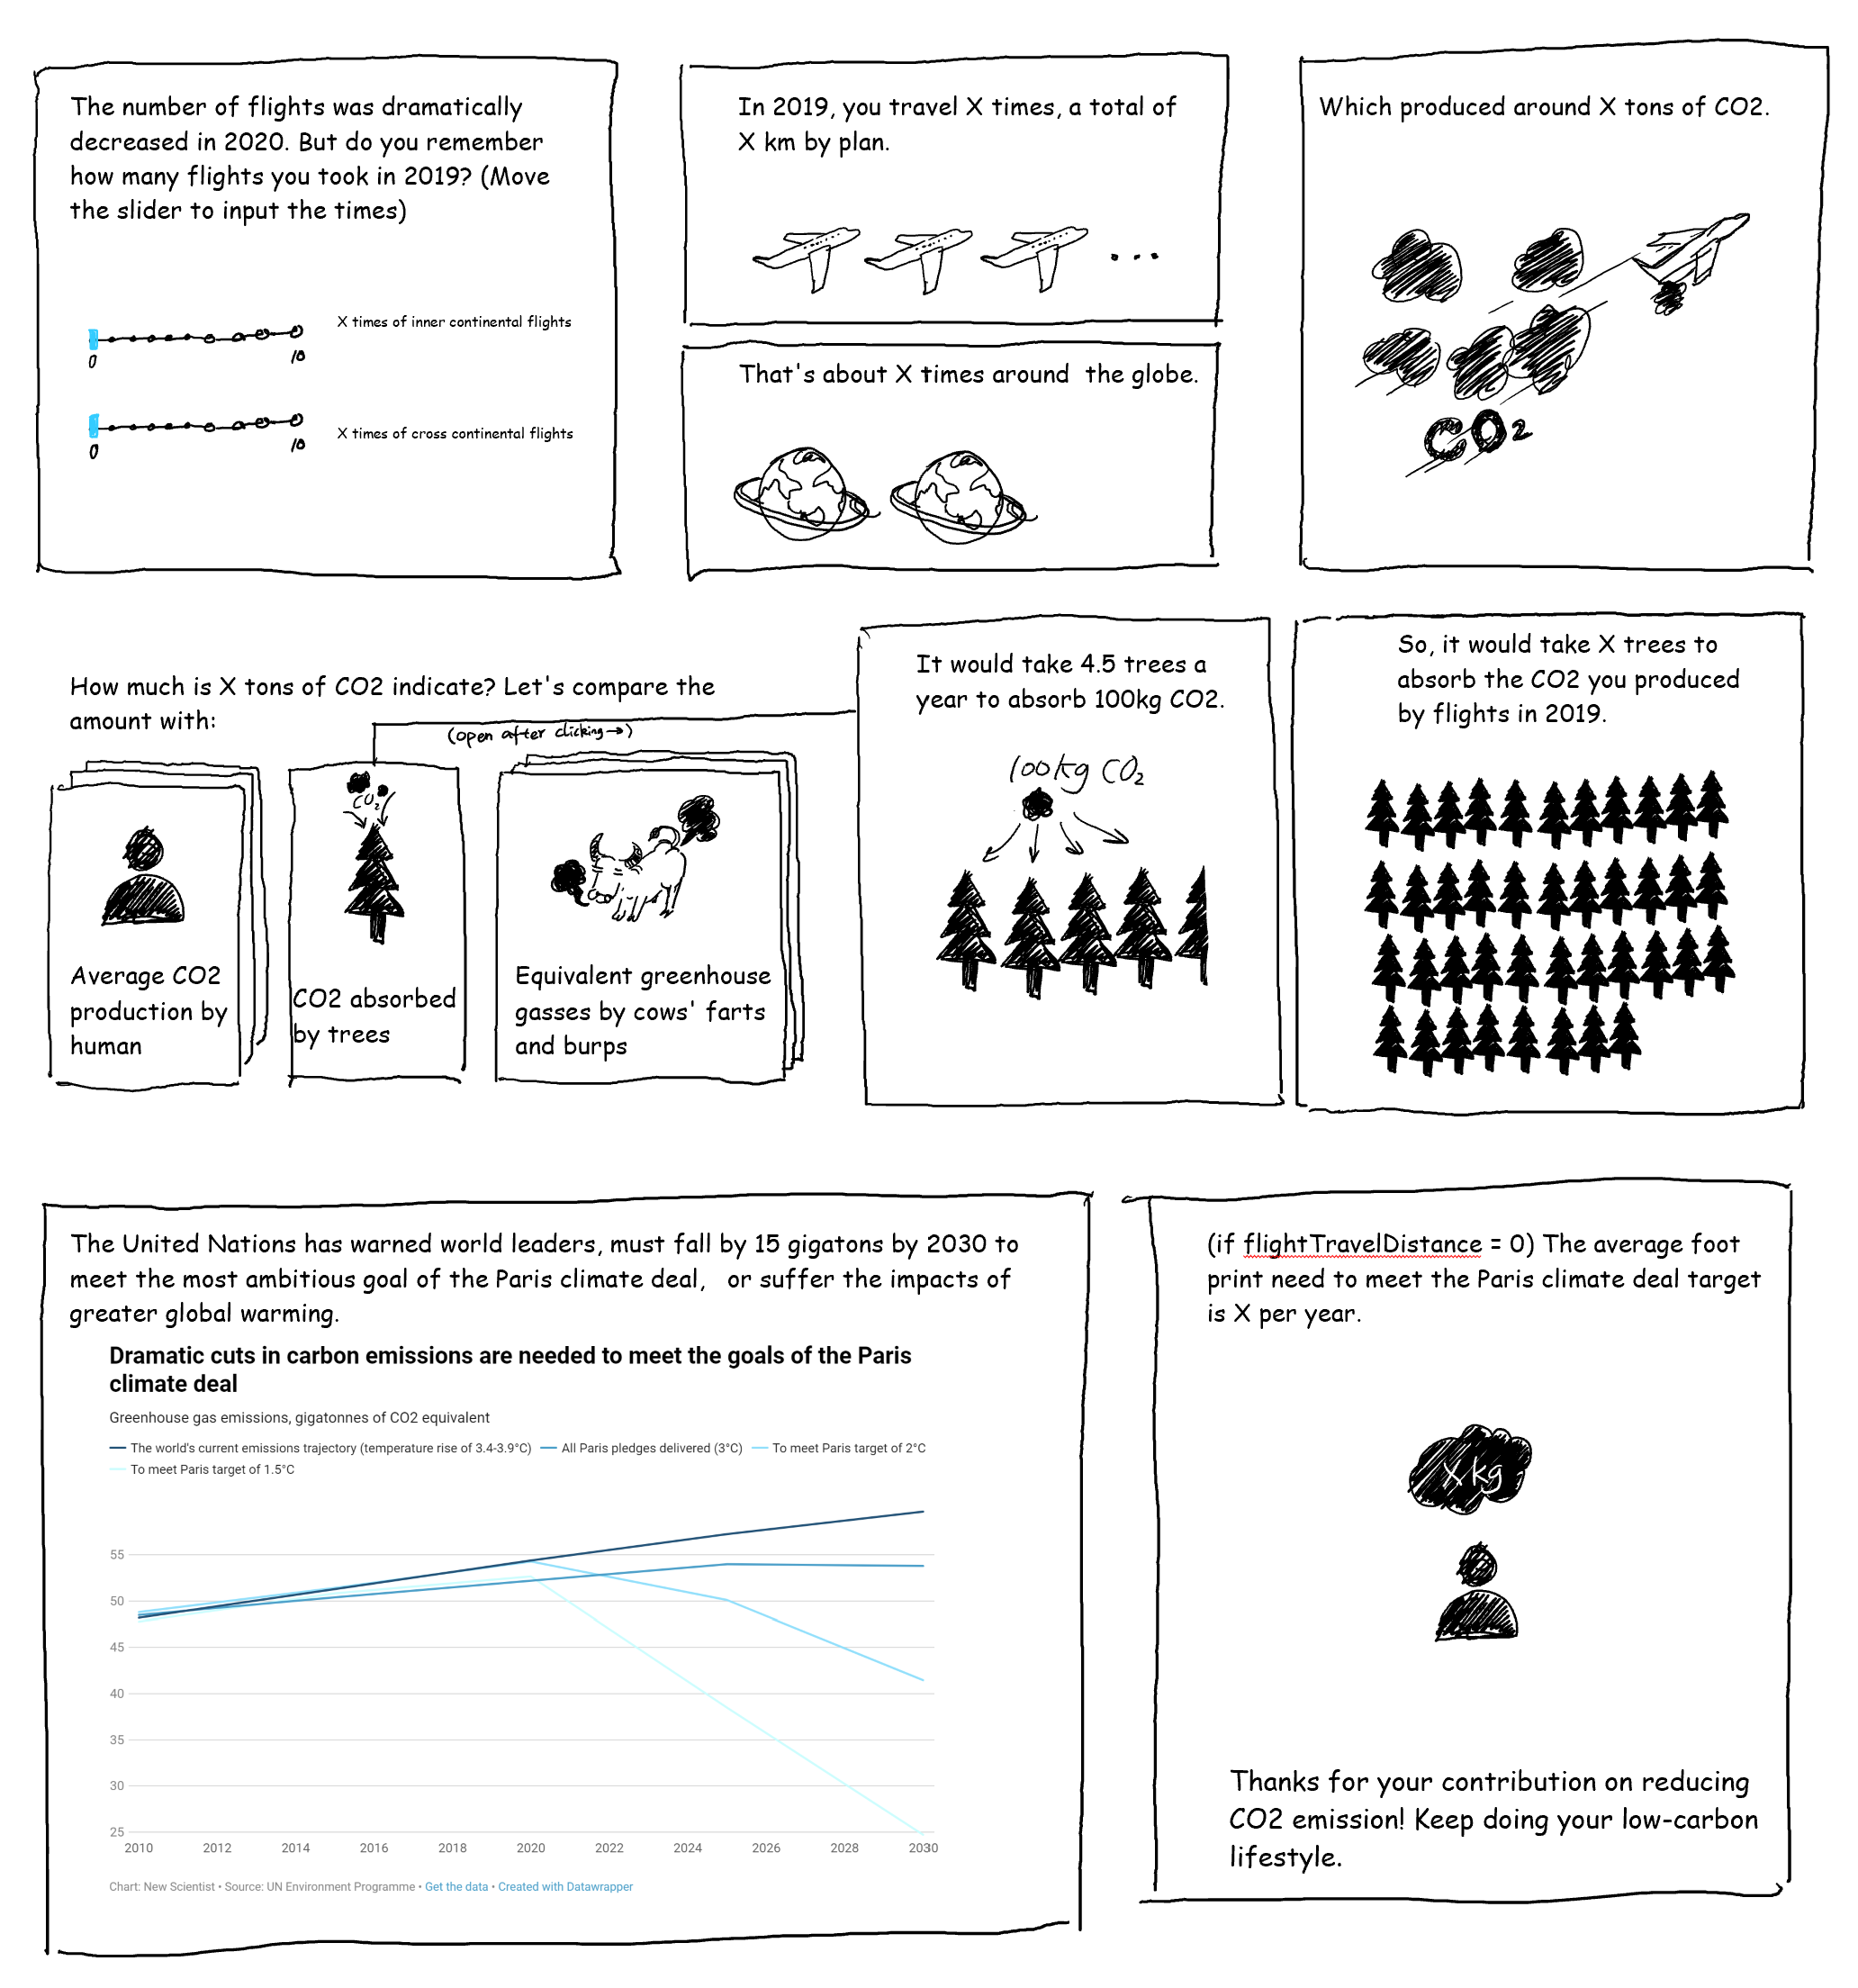 The number of flights was dramatically
decreased in 2020. But do you remember
how many flights you took in 2019? (Move
the slider to input the times)
X times of inner continental flights
0
10
X times of cross continental flights
0
10
In 2019, you travel X times, a total of
X km by plan.
...
That's about X times around the globe.
Which produced around X tons of CO2.
CO2
How much is X tons of CO2 indicate? Let's compare the
amount with:
(open after clicking→)
Average CO2
production by
human
CO2
CO2 absorbed
by trees
Equivalent greenhouse
gasses by cows' farts
and burps
It would take 4.5 trees a
year to absorb 100kg CO2.
100kg CO2
So, it would take X trees to
absorb the CO2 you produced
by flights in 2019.
The United Nations has warned world leaders, must fall by 15 gigatons by 2030 to
meet the most ambitious goal of the Paris climate deal, or suffer the impacts of
greater global warming.
Dramatic cuts in carbon emissions are needed to meet the goals of the Paris
climate deal
Greenhouse gas emissions, gigatonnes of CO2 equivalent
The world's current emissions trajectory (temperature rise of 3.4-3.9°C) All Paris pledges delivered (3°C) To meet Paris target of 2°C
To meet Paris target of 1.5°C
55
50
45
40
35
30
25
2010 2012 2014 2016 2018 2020 2022 2024 2026 2028 2030
Chart: New Scientist • Source: UN Environment Programme • Get the data • Created with Datawrapper
(if flightTravelDistance = 0) The average foot
print need to meet the Paris climate deal target
is X per year.
X kg
Thanks for your contribution on reducing
CO2 emission! Keep doing your low-carbon
lifestyle.